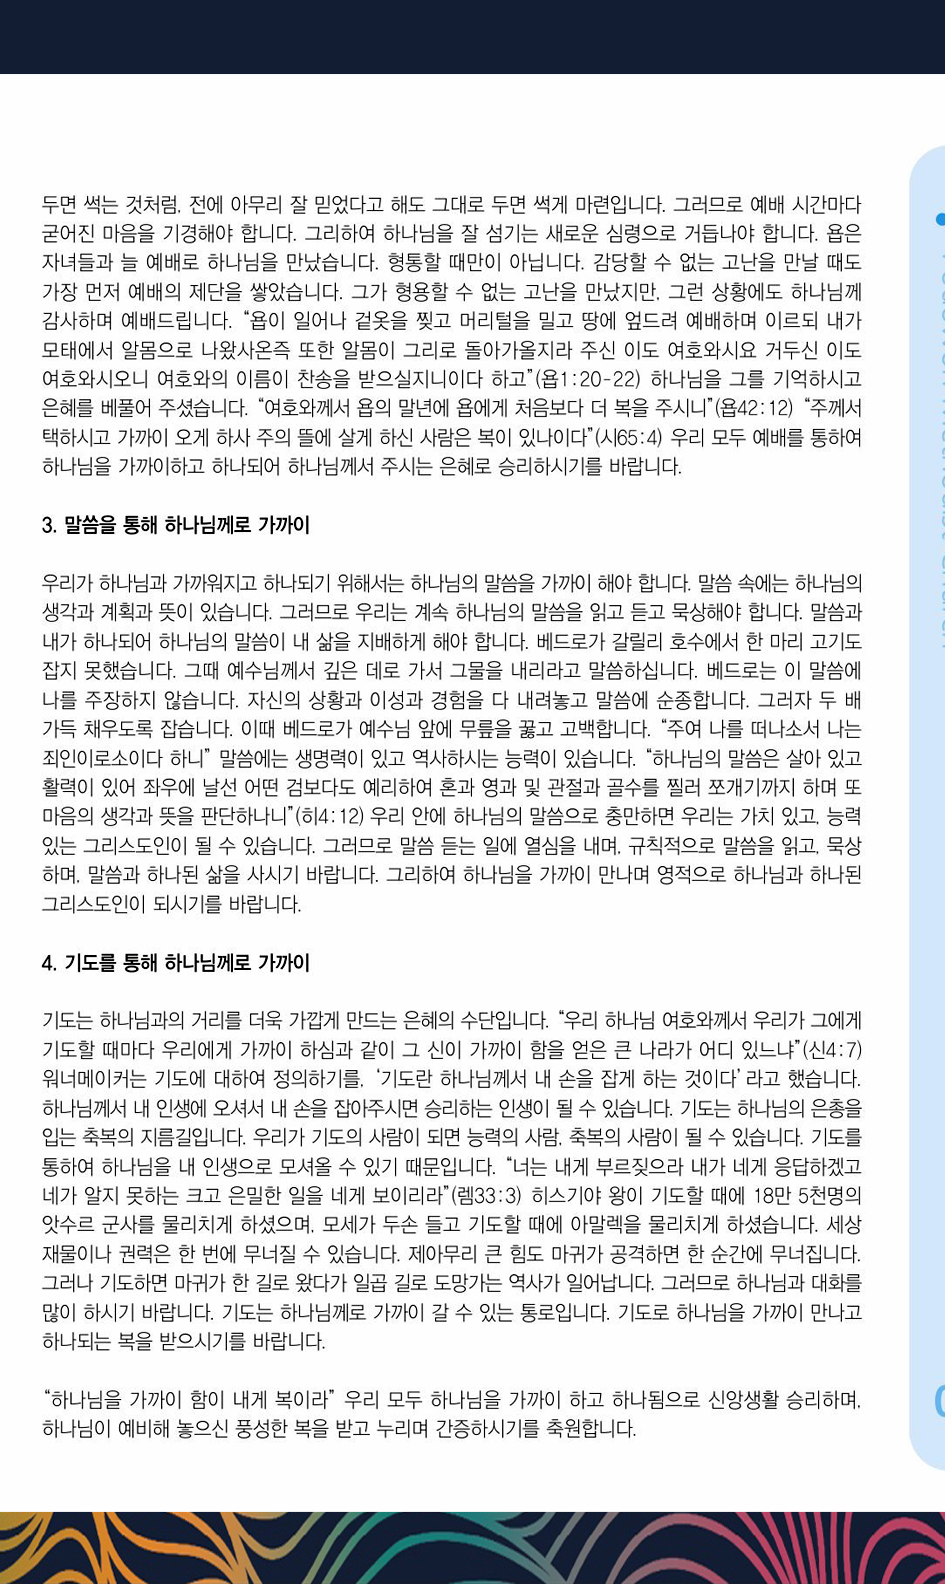 두면 썩는 것처럼, 전에 아무리 잘 믿었다고 해도 그대로 두면 썩게 마련입니다. 그러므로 예배 시간마다
굳어진 마음을 기경해야 합니다. 그리하여 하나님을 잘 섬기는 새로운 심령으로 거듭나야 합니다. 욥은
자녀들과 늘 예배로 하나님을 만났습니다. 형통할 때만이 아닙니다. 감당할 수 없는 고난을 만날 때도
가장 먼저 예배의 제단을 쌓았습니다. 그가 형용할 수 없는 고난을 만났지만, 그런 상황에도 하나님께
감사하며 예배드립니다. “욥이 일어나 겉옷을 찢고 머리털을 밀고 땅에 엎드려 예배하며 이르되 내가
모태에서 알몸으로 나왔사온즉 또한 알몸이 그리로 돌아가올지라 주신 이도 여호와시요 거두신 이도
여호와시오니 여호와의 이름이 찬송을 받으실지니이다 하고”(욥1:20-22) 하나님을 그를 기억하시고
은혜를 베풀어 주셨습니다. “여호와께서 욥의 말년에 욥에게 처음보다 더 복을 주시니”(욥42:12) “주께서
택하시고 가까이 오게 하사 주의 뜰에 살게 하신 사람은 복이 있나이다”(시65:4) 우리 모두 예배를 통하여
하나님을 가까이하고 하나되어 하나님께서 주시는 은혜로 승리하시기를 바랍니다.
3. 말씀을 통해 하나님께로 가까이
우리가 하나님과 가까워지고 하나되기 위해서는 하나님의 말씀을 가까이 해야 합니다. 말씀 속에는 하나님의
생각과 계획과 뜻이 있습니다. 그러므로 우리는 계속 하나님의 말씀을 읽고 듣고 묵상해야 합니다. 말씀과
내가 하나되어 하나님의 말씀이 내 삶을 지배하게 해야 합니다. 베드로가 갈릴리 호수에서 한 마리 고기도
잡지 못했습니다. 그때 예수님께서 깊은 데로 가서 그물을 내리라고 말씀하십니다. 베드로는 이 말씀에
나를 주장하지 않습니다. 자신의 상황과 이성과 경험을 다 내려놓고 말씀에 순종합니다. 그러자 두 배
가득 채우도록 잡습니다. 이때 베드로가 예수님 앞에 무릎을 꿇고 고백합니다. “주여 나를 떠나소서 나는
죄인이로소이다 하니” 말씀에는 생명력이 있고 역사하시는 능력이 있습니다. “하나님의 말씀은 살아 있고
활력이 있어 좌우에 날선 어떤 검보다도 예리하여 혼과 영과 및 관절과 골수를 찔러 쪼개기까지 하며 또
마음의 생각과 뜻을 판단하나니”(히4:12) 우리 안에 하나님의 말씀으로 충만하면 우리는 가치 있고, 능력
있는 그리스도인이 될 수 있습니다. 그러므로 말씀 듣는 일에 열심을 내며, 규칙적으로 말씀을 읽고, 묵상
하며, 말씀과 하나된 삶을 사시기 바랍니다. 그리하여 하나님을 가까이 만나며 영적으로 하나님과 하나된
그리스도인이 되시기를 바랍니다.
4. 기도를 통해 하나님께로 가까이
기도는 하나님과의 거리를 더욱 가깝게 만드는 은혜의 수단입니다. “우리 하나님 여호와께서 우리가 그에게
기도할 때마다 우리에게 가까이 하심과 같이 그 신이 가까이 함을 얻은 큰 나라가 어디 있느냐”(신4:7)
워너메이커는 기도에 대하여 정의하기를, ‘기도란 하나님께서 내 손을 잡게 하는 것이다’라고 했습니다.
하나님께서 내 인생에 오셔서 내 손을 잡아주시면 승리하는 인생이 될 수 있습니다. 기도는 하나님의 은총을
입는 축복의 지름길입니다. 우리가 기도의 사람이 되면 능력의 사람, 축복의 사람이 될 수 있습니다. 기도를
통하여 하나님을 내 인생으로 모셔올 수 있기 때문입니다. “너는 내게 부르짖으라 내가 네게 응답하겠고
네가 알지 못하는 크고 은밀한 일을 네게 보이리라”(렘33:3) 히스기야 왕이 기도할 때에 18만 5천명의
앗수르 군사를 물리치게 하셨으며, 모세가 두손 들고 기도할 때에 아말렉을 물리치게 하셨습니다. 세상
재물이나 권력은 한 번에 무너질 수 있습니다. 제아무리 큰 힘도 마귀가 공격하면 한 순간에 무너집니다.
그러나 기도하면 마귀가 한 길로 왔다가 일곱 길로 도망가는 역사가 일어납니다. 그러므로 하나님과 대화를
많이 하시기 바랍니다. 기도는 하나님께로 가까이 갈 수 있는 통로입니다. 기도로 하나님을 가까이 만나고
하나되는 복을 받으시기를 바랍니다.
“하나님을 가까이 함이 내게 복이라” 우리 모두 하나님을 가까이 하고 하나됨으로 신앙생활 승리하며,
하나님이 예비해 놓으신 풍성한 복을 받고 누리며 간증하시기를 축원합니다.